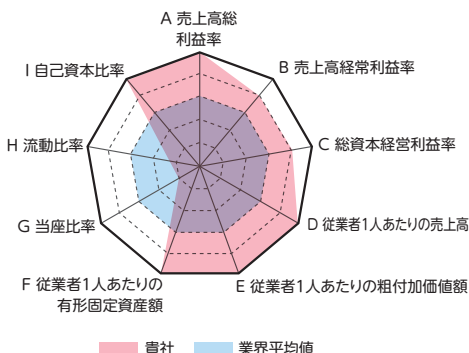 A 売上高総
利益率
B 売上高経常利益率
C 総資本経営利益率
D 従業者1人あたりの売上高
E 従業者1人あたりの粗付加価値額
F 従業者1人あたりの
有形固定資産額
G 当座比率
H 流動比率
I 自己資本比率
貴社
業界平均値